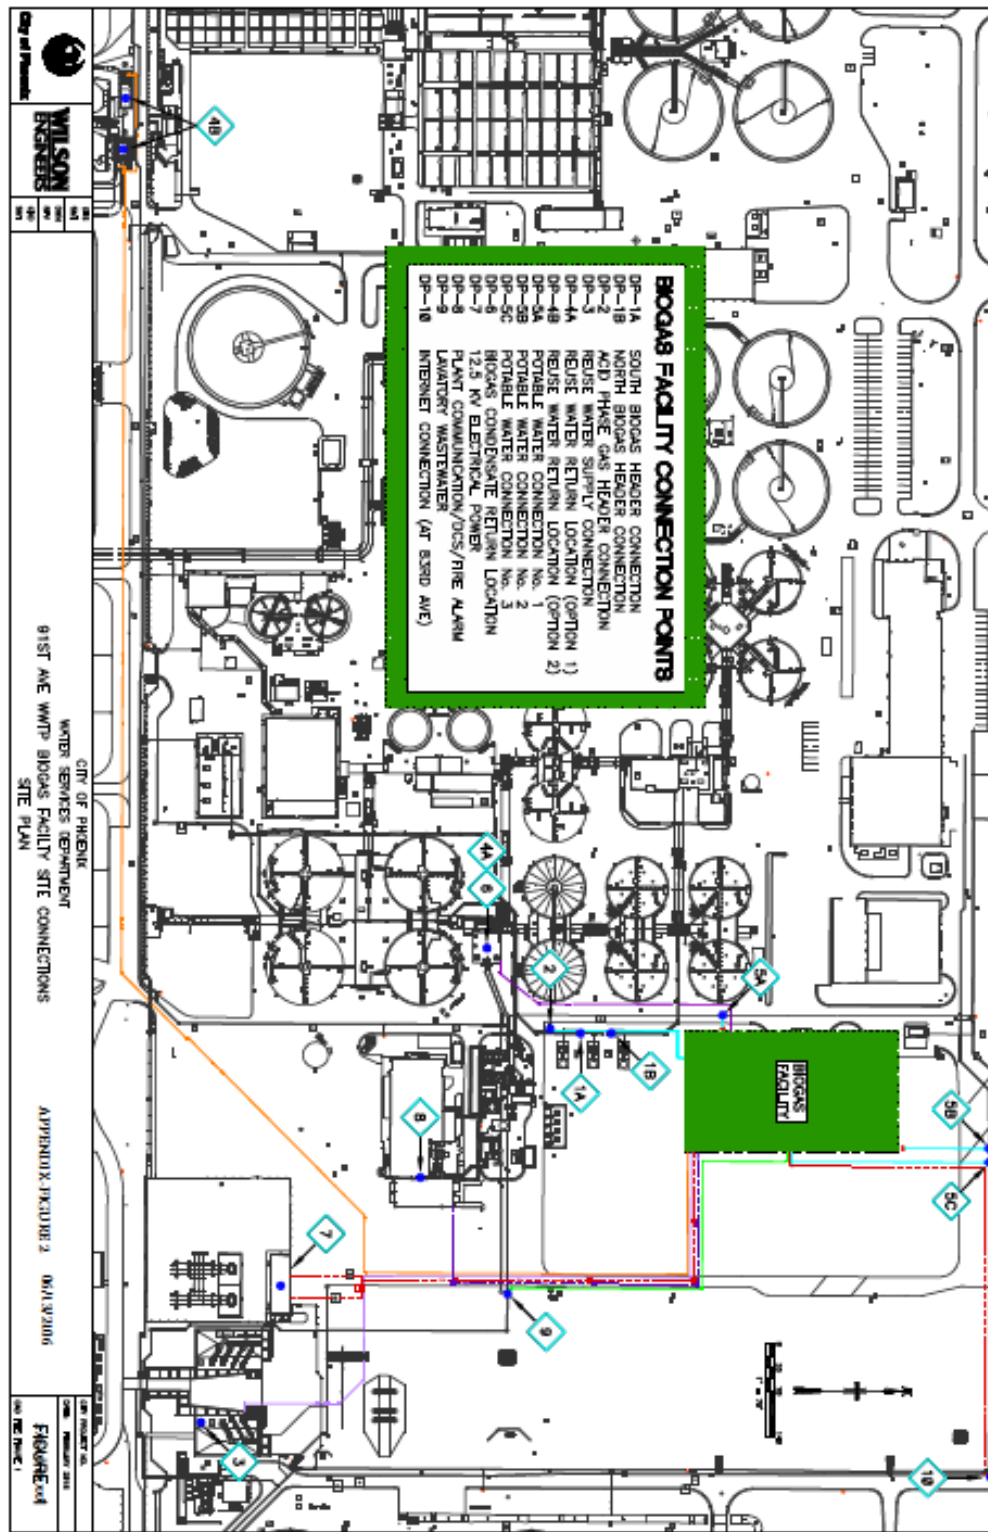 BIOGAS FACILITY CONNECTION POINTS
DP-1A SOUTH BIOGAS HEADER CONNECTION
DP-1B NORTH BIOGAS HEADER CONNECTION
DP-2 ACID PHASE GAS HEADER CONNECTION
DP-3 REUSE WATER SUPPLY CONNECTION
DP-4A REUSE WATER RETURN LOCATION (OPTION 1)
DP-4B REUSE WATER RETURN LOCATION (OPTION 2)
DP-5A POTABLE WATER CONNECTION No. 1
DP-5B POTABLE WATER CONNECTION No. 2
DP-5C POTABLE WATER CONNECTION No. 3
DP-6 BIOGAS CONDENSATE RETURN LOCATION
DP-7 12.5 KV ELECTRICAL POWER
DP-8 PLANT COMMUNICATION/DCS/FIRE ALARM
DP-9 LAVATORY WASTEWATER
DP-10 INTERNET CONNECTION (AT 83RD AVE)
BIOGAS
FACILITY
5A
5B
5C
1B
1A
2
4A
6
8
9
10
7
3
4B
City of Phoenix
WILSON
ENGINEERS
CITY OF PHOENIX
WATER SERVICES DEPARTMENT
91ST AVE WWTP BIOGAS FACILITY SITE CONNECTIONS
SITE PLAN
APPENDIX-FIGURE 2